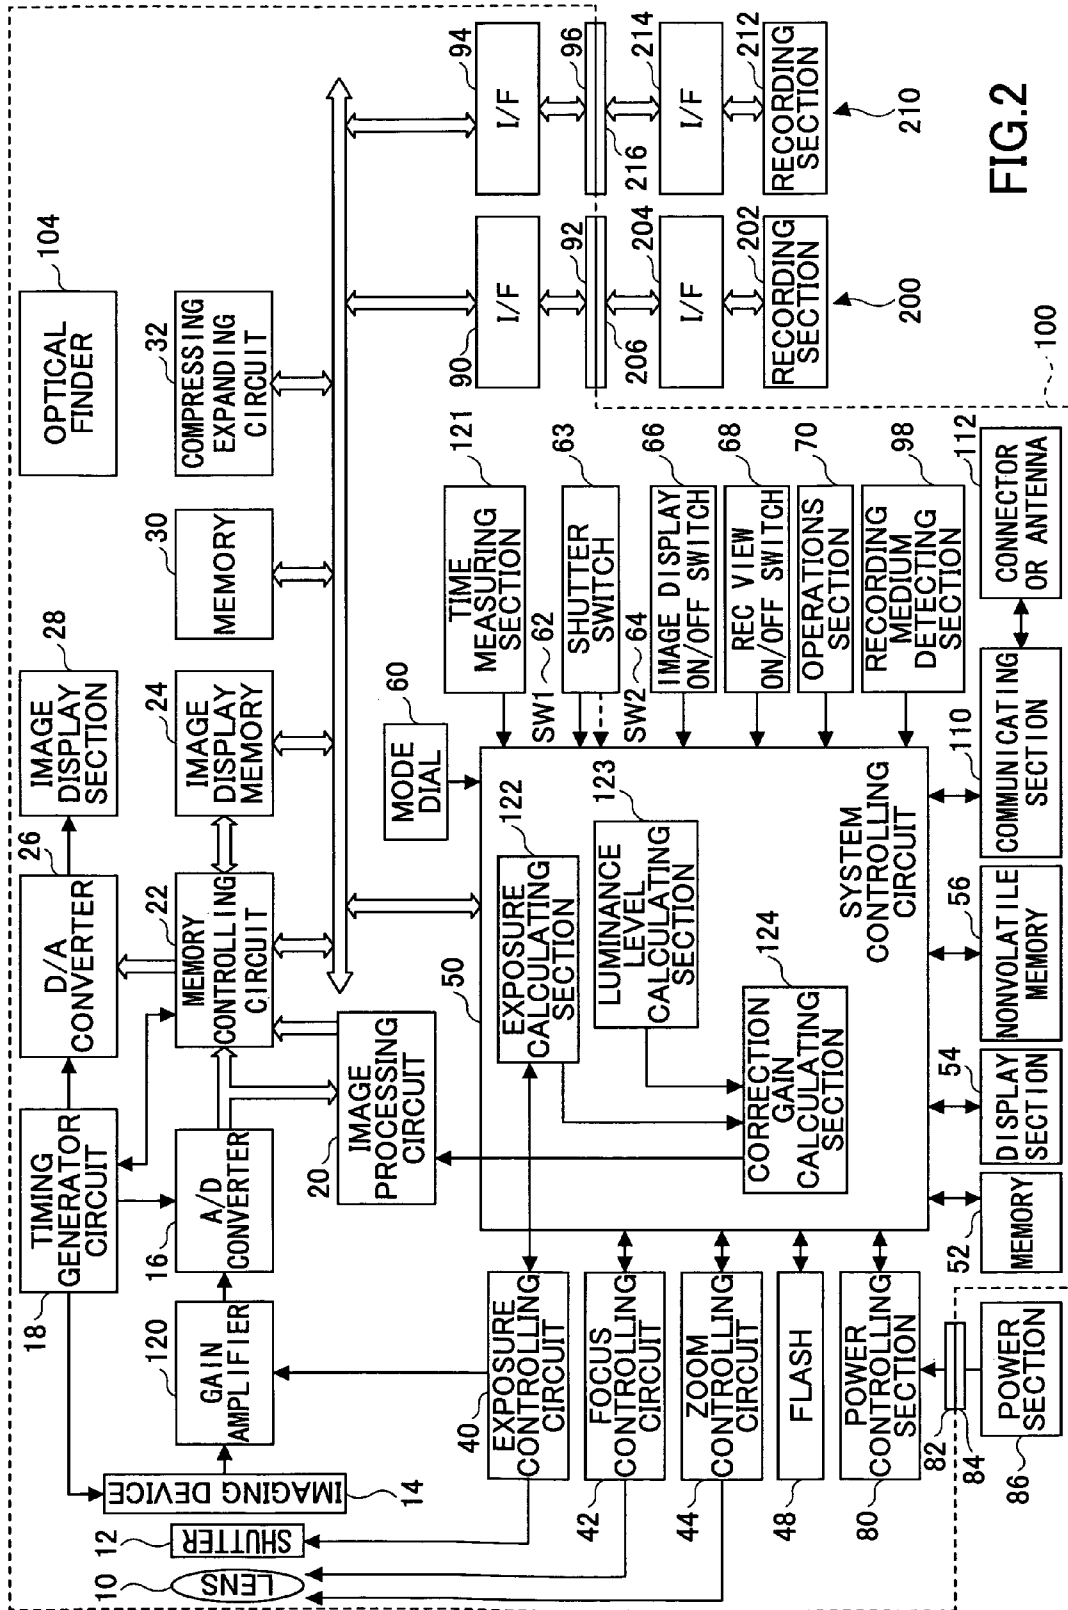 FIG.2
10
LENS
12
SHUTTER
14
IMAGING DEVICE
18
TIMING
GENERATOR
CIRCUIT
120
GAIN
AMPLIFIER
16
A/D
CONVERTER
26
D/A
CONVERTER
22
MEMORY
CONTROLLING
CIRCUIT
28
IMAGE
DISPLAY
SECTION
24
IMAGE
DISPLAY
MEMORY
30
MEMORY
104
OPTICAL
FINDER
32
COMPRESSING
EXPANDING
CIRCUIT
20
IMAGE
PROCESSING
CIRCUIT
60
MODE
DIAL
94
I/F
90
I/F
96
92
216
206
214
I/F
204
I/F
212
RECORDING
SECTION
202
RECORDING
SECTION
210
200
100
40
EXPOSURE
CONTROLLING
CIRCUIT
42
FOCUS
CONTROLLING
CIRCUIT
44
ZOOM
CONTROLLING
CIRCUIT
48
FLASH
80
POWER
CONTROLLING
SECTION
82
84
86
POWER
SECTION
50
EXPOSURE
CALCULATING
SECTION
122
LUMINANCE
LEVEL
CALCULATING
SECTION
123
CORRECTION
GAIN
CALCULATING
SECTION
124
SYSTEM
CONTROLLING
CIRCUIT
121
TIME
MEASURING
SECTION
SW1 62
63
SHUTTER
SWITCH
SW2 64
66
IMAGE DISPLAY
ON/OFF SWITCH
68
REC VIEW
ON/OFF SWITCH
70
OPERATIONS
SECTION
98
RECORDING
MEDIUM
DETECTING
SECTION
52
MEMORY
54
DISPLAY
SECTION
56
NONVOLATILE
MEMORY
110
COMMUNICATING
SECTION
112
CONNECTOR
OR ANTENNA